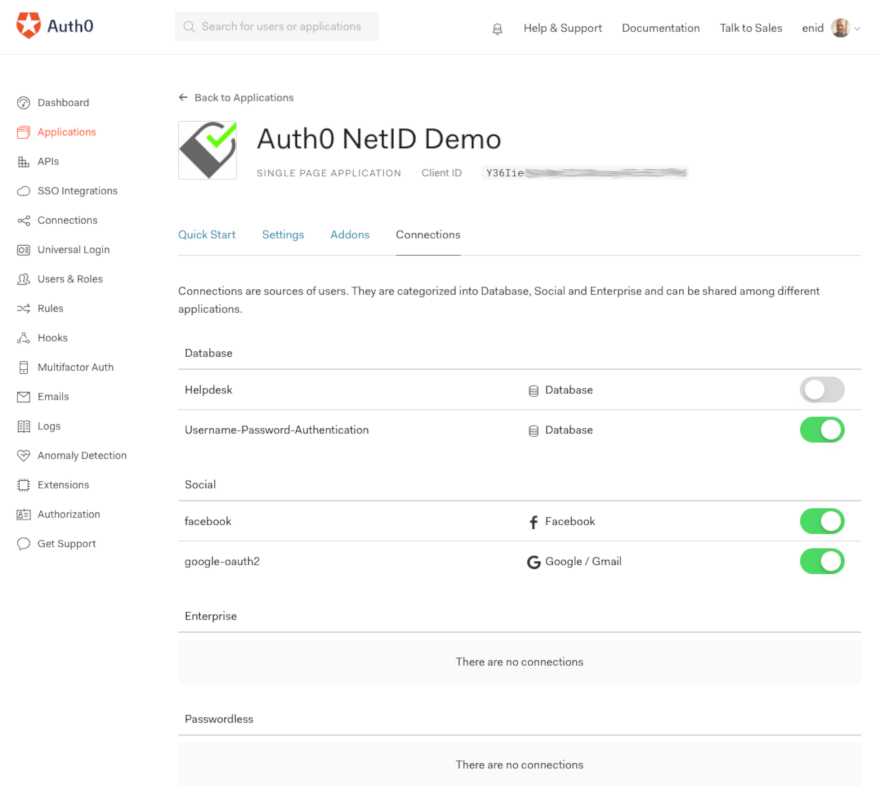 Auth0
Search for users or applications
Help & Support
Documentation
Talk to Sales
enid
Dashboard
Applications
APIs
SSO Integrations
Connections
Universal Login
Users & Roles
Rules
Hooks
Multifactor Auth
Emails
Logs
Anomaly Detection
Extensions
Authorization
Get Support
Back to Applications
Auth0 NetID Demo
SINGLE PAGE APPLICATION Client ID Y36Iie
Quick Start Settings Addons Connections
Connections are sources of users. They are categorized into Database, Social and Enterprise and can be shared among different
applications.
Database
Helpdesk Database
Username-Password-Authentication Database
Social
facebook Facebook
google-oauth2 Google / Gmail
Enterprise
There are no connections
Passwordless
There are no connections